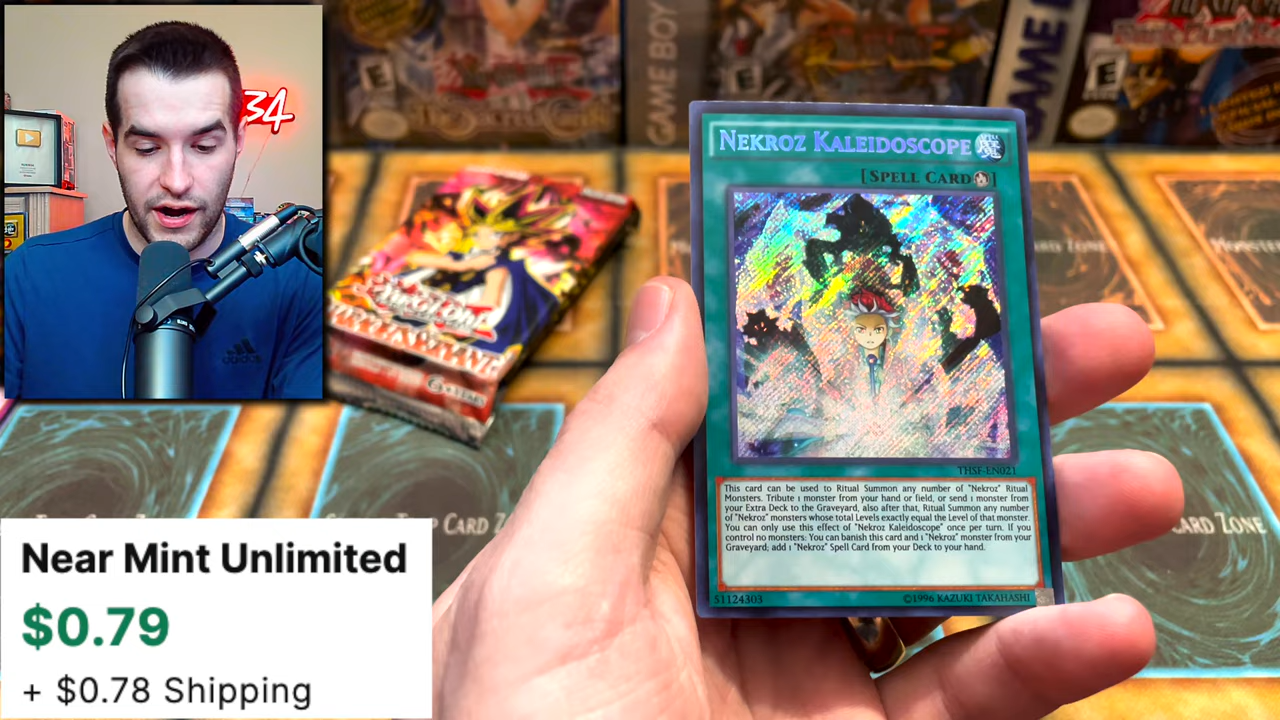 34
adidas
GAME BOY
E
E
GAME
E
NEKROZ KALEIDOSCOPE
[SPELL CARD]
THSF-EN021
This card can be used to Ritual Summon any number of "Nekroz" Ritual
Monsters. Tribute 1 monster from your hand or field, or send 1 monster from
your Extra Deck to the Graveyard, also after that, Ritual Summon any number
of "Nekroz" monsters whose total Levels exactly equal the Level of that monster.
You can only use this effect of "Nekroz Kaleidoscope" once per turn. If you
control no monsters: You can banish this card and 1 "Nekroz" monster from your
Graveyard; add 1 "Nekroz" Spell Card from your Deck to your hand.
51124303
©1996 KAZUKI TAKAHASHI
CARD ZONE
Near Mint Unlimited
$0.79
+ $0.78 Shipping